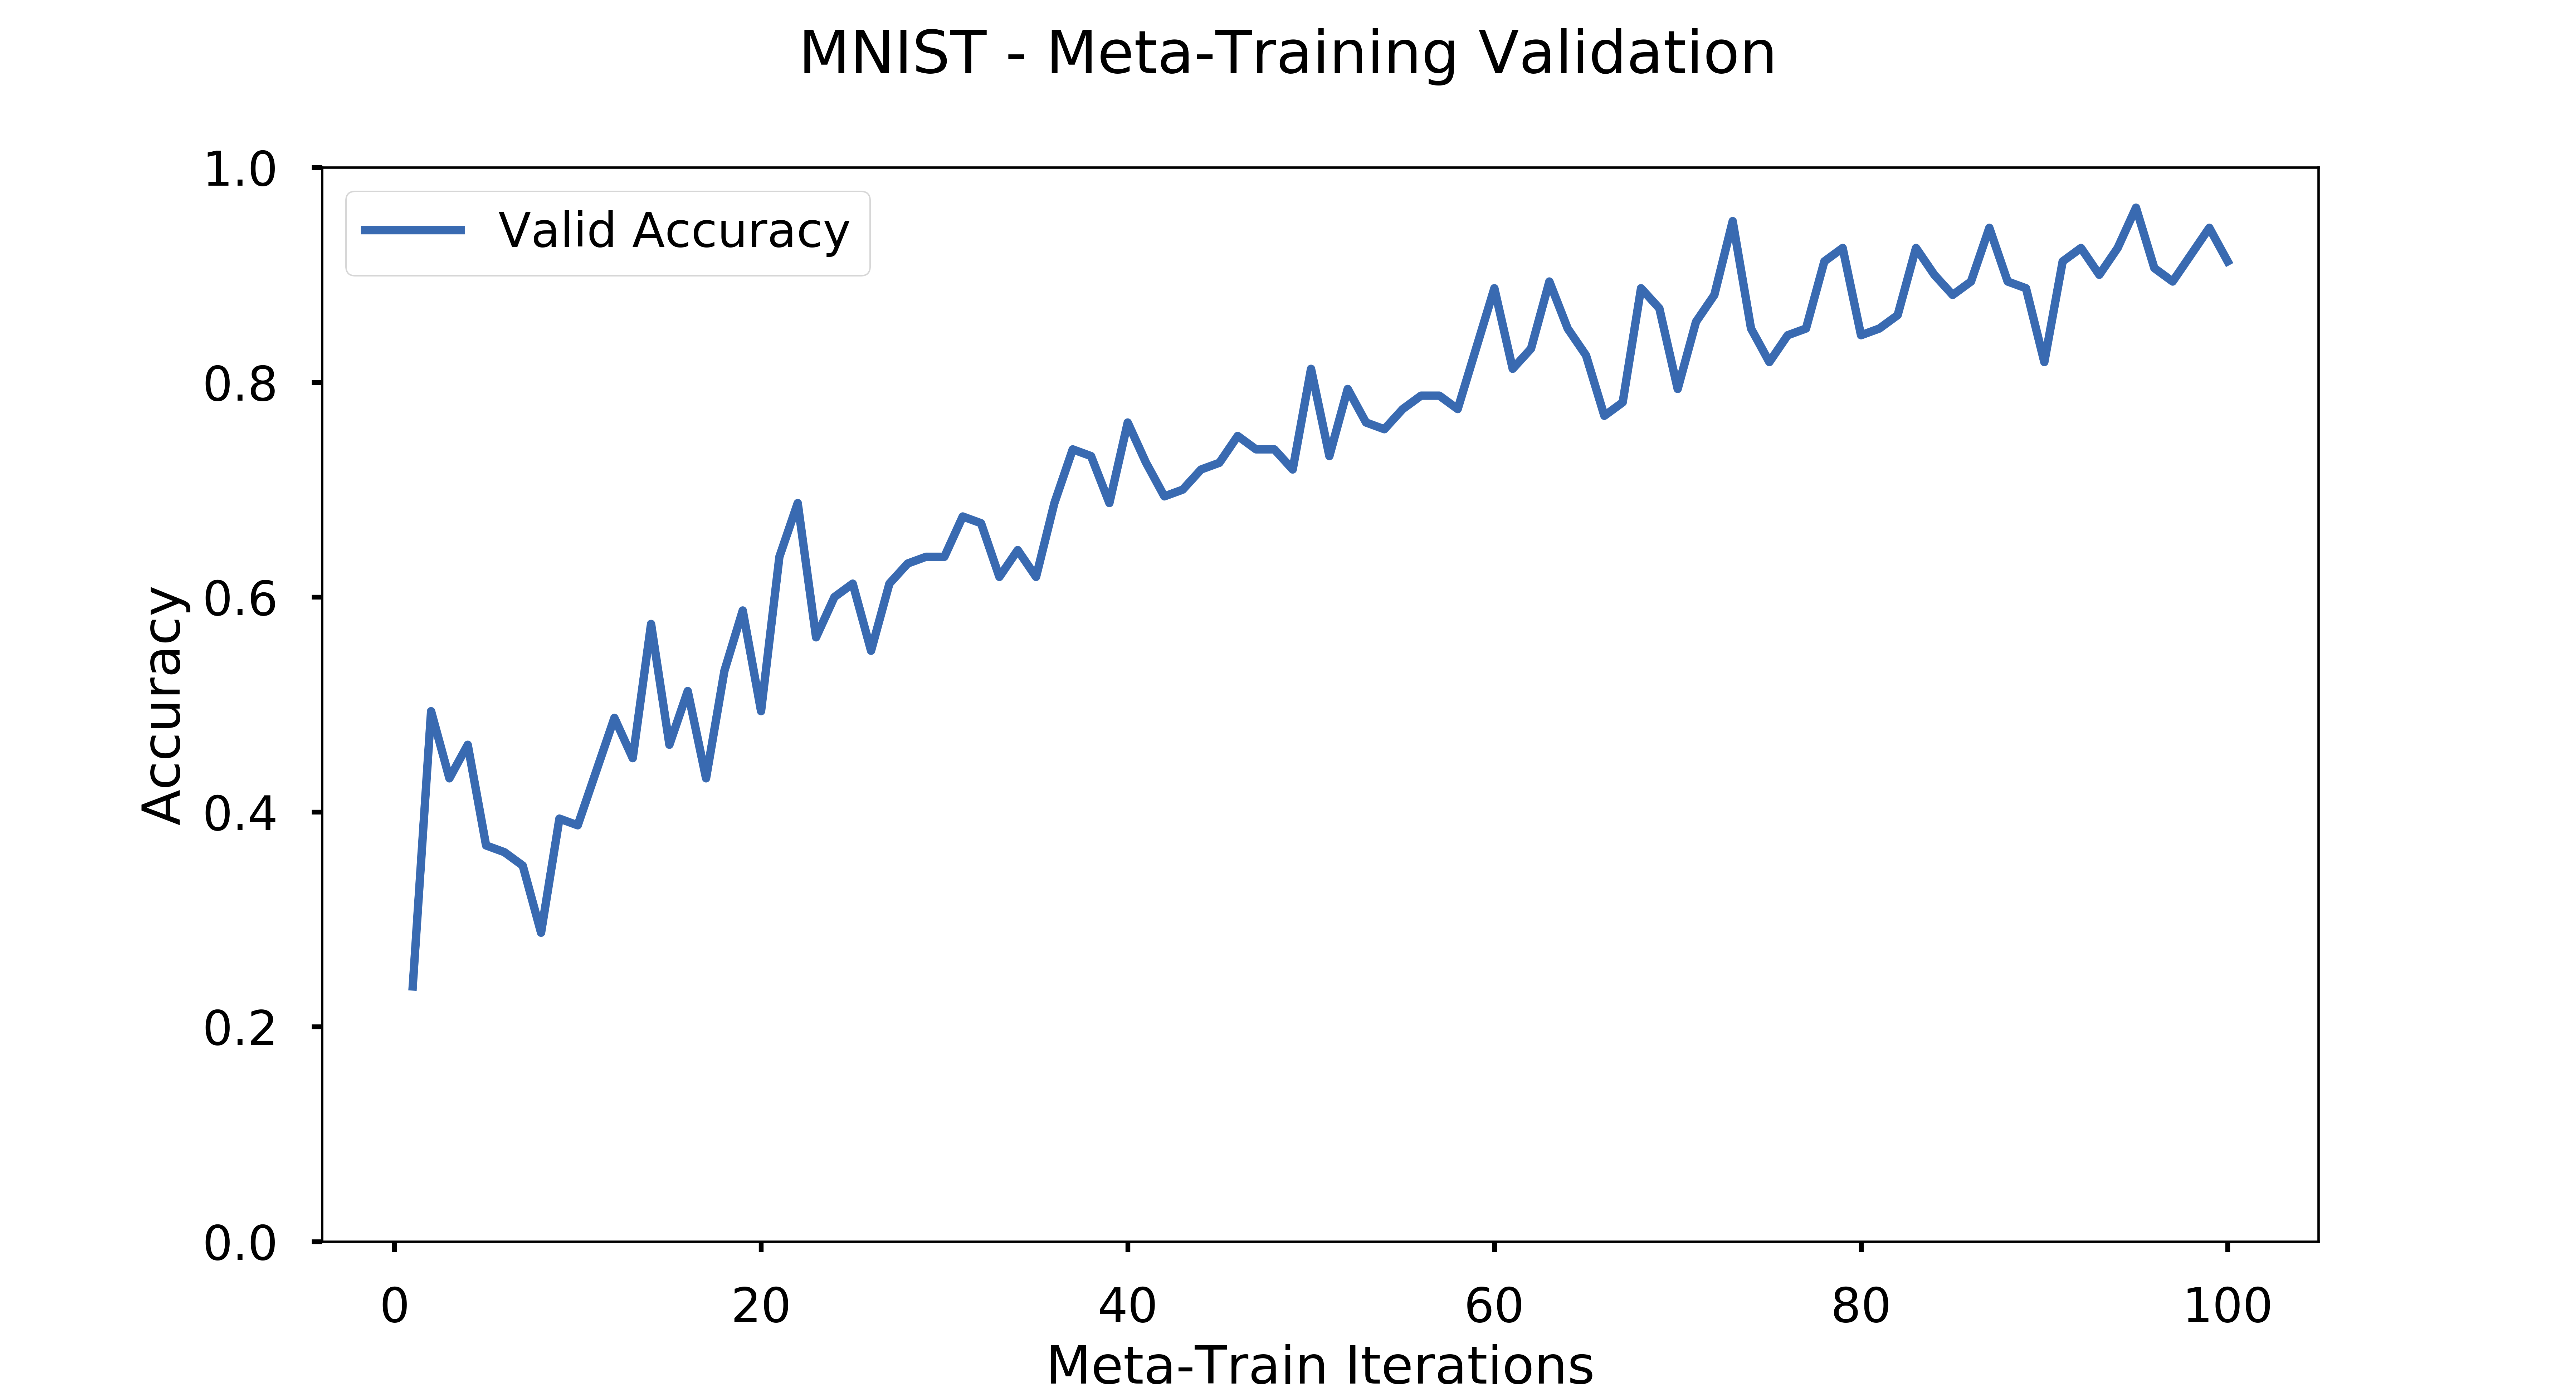 MNIST - Meta-Training Validation
1.0
Valid Accuracy
0.8
0.6
Accuracy
0.4
0.2
0.0
0 20 40 60 80 100
Meta-Train Iterations